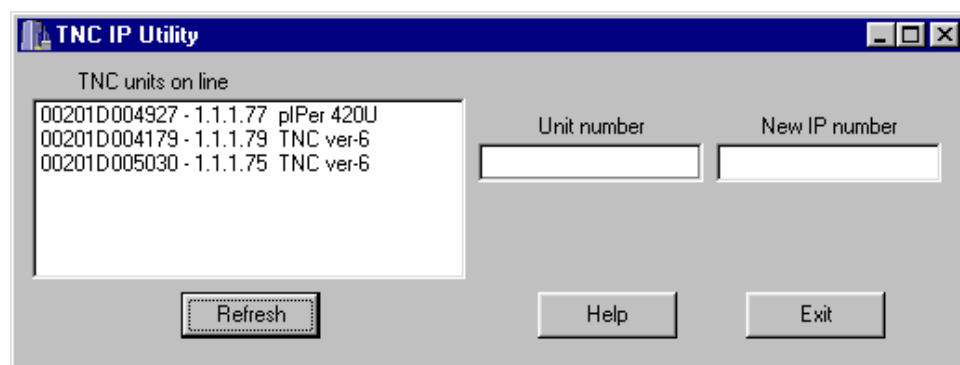 TNC IP Utility
TNC units on line
00201D004927 - 1.1.1.77 pIPer 420U
00201D004179 - 1.1.1.79 TNC ver-6
00201D005030 - 1.1.1.75 TNC ver-6
Unit number
New IP number
Refresh
Help
Exit